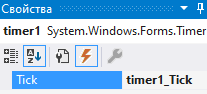 Свойства
timer1 System.Windows.Forms.Timer
Tick timer1_Tick